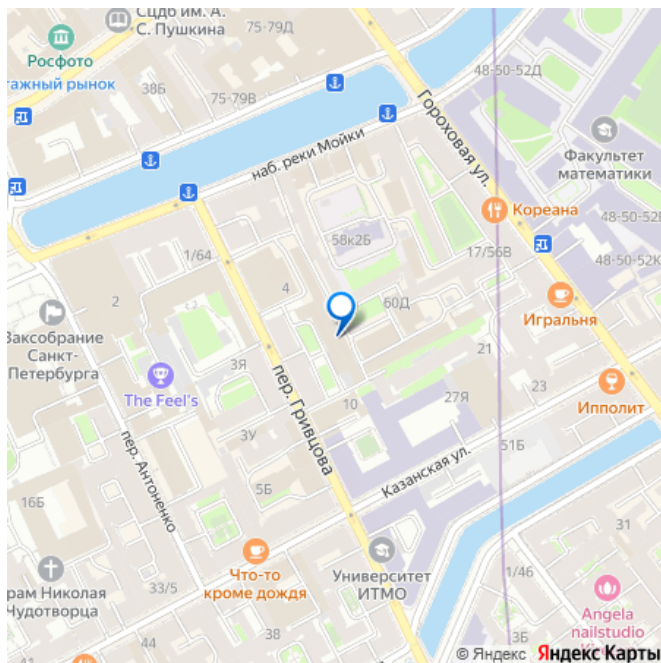 Сцдб им. А.
С. Пушкина
75-79Д
Росфото
тажный рынок
38Б
75-79В
48-50-52Д
Гороховая ул.
наб. реки Мойки
Факультет
математики
Кореана
48-50-52В
58к2Б
1/64
17/56В
48-50-52К
2
4
60Д
Заксобрание
Санкт-
Петербурга
Игральня
3Я
21
The Feel's
пер. Гривцова
23
Ипполит
10
27Я
3У
51Б
пер. Антоненко
Казанская ул.
5Б
16Б
31
Университет
ИТМО
1/46
рам Николая
Чудотворца
33/5
Что-то
кроме дождя
Angela
nailstudio
44
38
3Б
© Яндекс Яндекс Карты